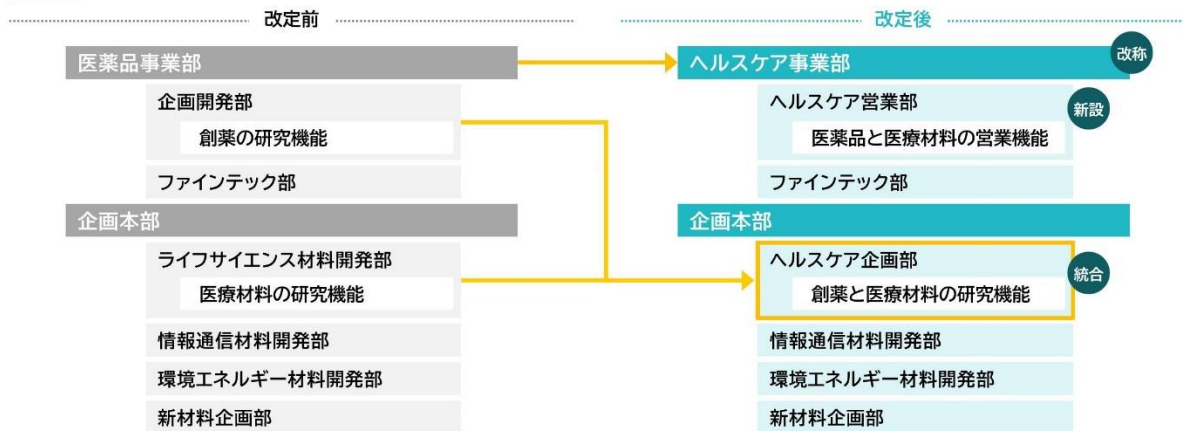 改定前
医薬品事業部
企画開発部
創薬の研究機能
ファインテック部
企画本部
ライフサイエンス材料開発部
医療材料の研究機能
情報通信材料開発部
環境エネルギー材料開発部
新材料企画部
改定後
ヘルスケア事業部
改称
ヘルスケア営業部
新設
医薬品と医療材料の営業機能
ファインテック部
企画本部
ヘルスケア企画部
統合
創薬と医療材料の研究機能
情報通信材料開発部
環境エネルギー材料開発部
新材料企画部